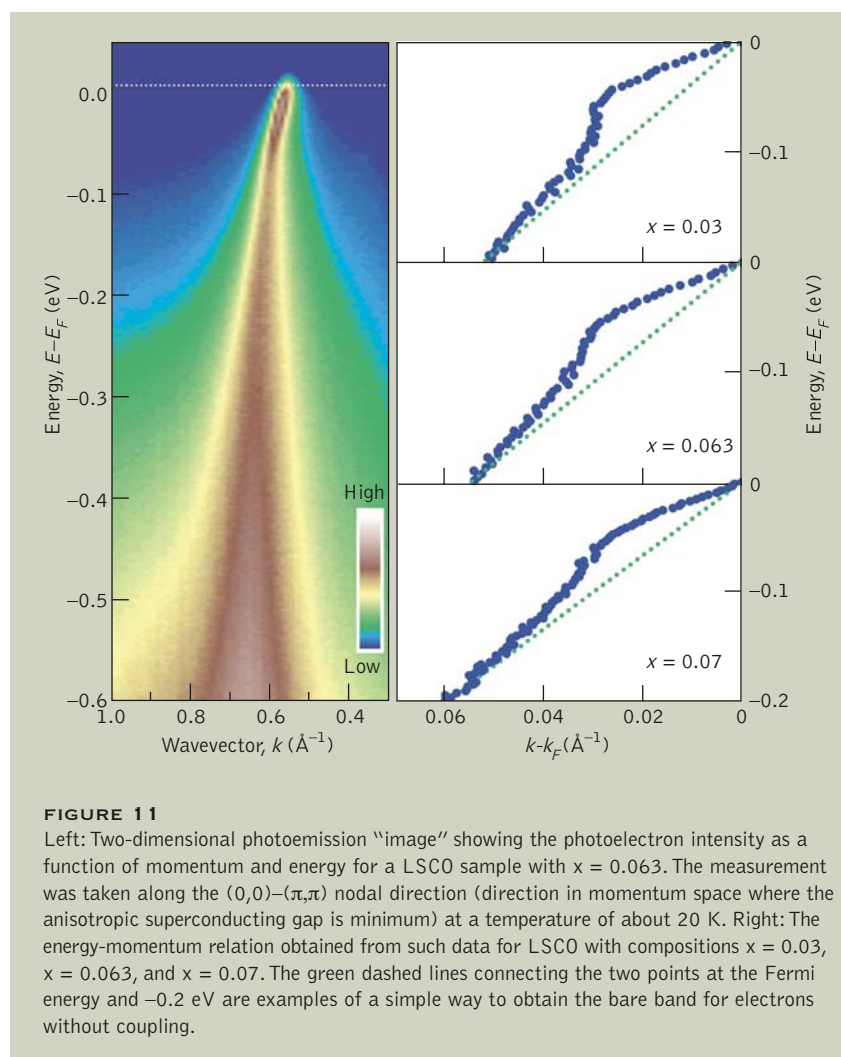 0.0
−0.1
−0.2
−0.3
−0.4
−0.5
−0.6
Energy, E−E_F (eV)
High
Low
1.0 0.8 0.6 0.4
Wavevector, k (Å⁻¹)
0
−0.1
x = 0.03
0
−0.1
x = 0.063
0
−0.1
x = 0.07
−0.2
Energy, E−E_F (eV)
0.06 0.04 0.02 0
k-k_F(Å⁻¹)
FIGURE 11
Left: Two-dimensional photoemission "image" showing the photoelectron intensity as a
function of momentum and energy for a LSCO sample with x = 0.063. The measurement
was taken along the (0,0)–(π,π) nodal direction (direction in momentum space where the
anisotropic superconducting gap is minimum) at a temperature of about 20 K. Right: The
energy-momentum relation obtained from such data for LSCO with compositions x = 0.03,
x = 0.063, and x = 0.07. The green dashed lines connecting the two points at the Fermi
energy and −0.2 eV are examples of a simple way to obtain the bare band for electrons
without coupling.